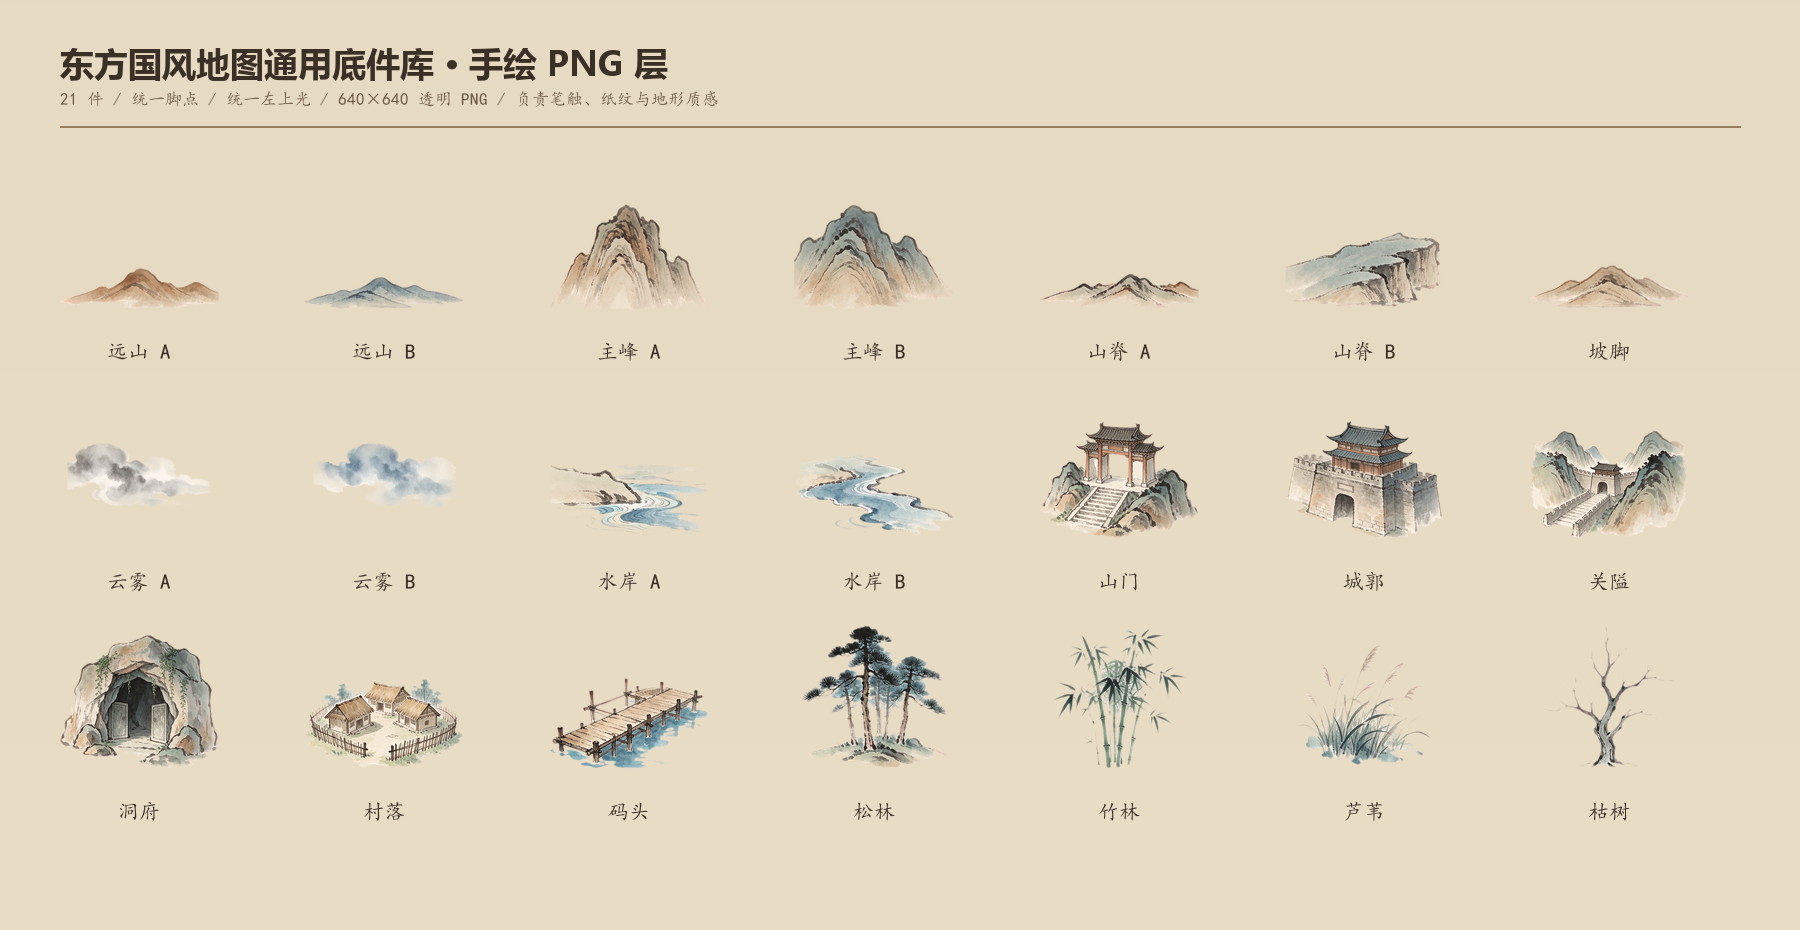 东方国风地图通用底件库·手绘 PNG 层
21 件 / 统一脚点 / 统一左上光 / 640×640 透明 PNG / 负责笔触、纸纹与地形质感
远山 A
远山 B
主峰 A
主峰 B
山脊 A
山脊 B
坡脚
云雾 A
云雾 B
水岸 A
水岸 B
山门
城郭
关隘
洞府
村落
码头
松林
竹林
芦苇
枯树